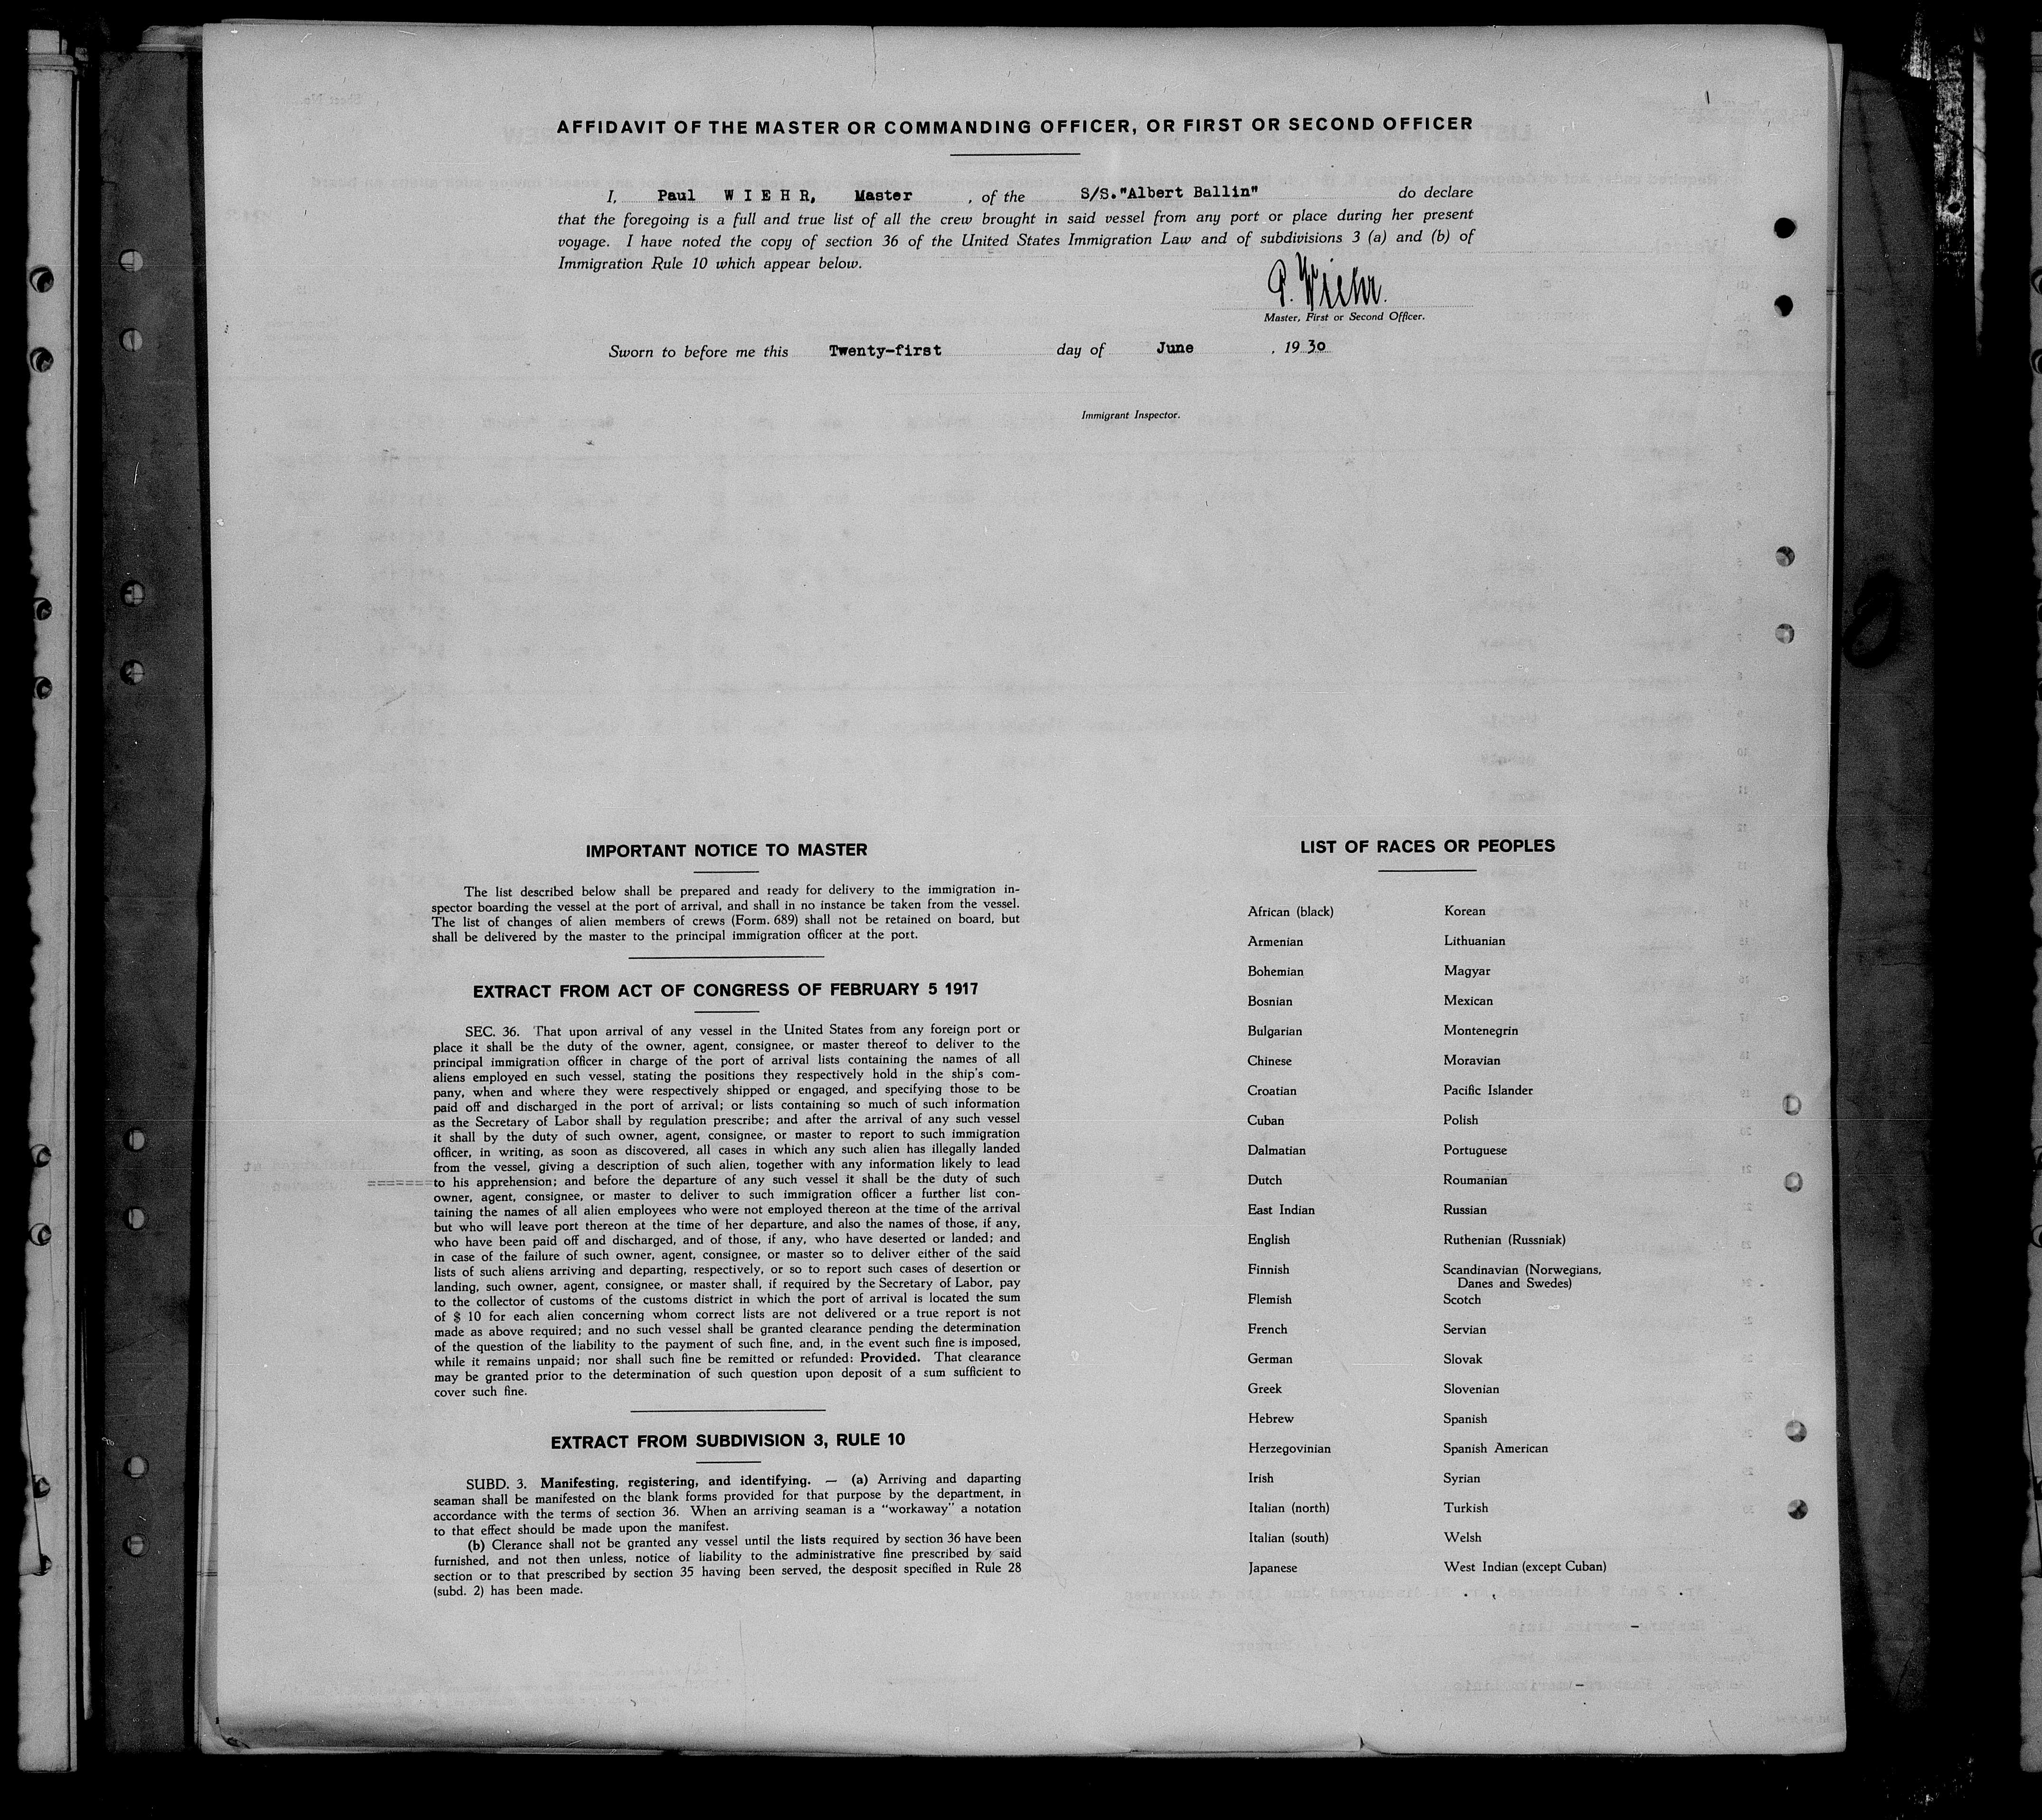 AFFIDAVIT OF THE MASTER OR COMMANDING OFFICER, OR FIRST OR SECOND OFFICER
I, Paul W I E H R, Master , of the S/S."Albert Ballin" do declare
that the foregoing is a full and true list of all the crew brought in said vessel from any port or place during her present
voyage. I have noted the copy of section 36 of the United States Immigration Law and of subdivisions 3 (a) and (b) of
Immigration Rule 10 which appear below.
P. Wiehr.
Master, First or Second Officer.
Sworn to before me this Twenty-first day of June , 19 30
Immigrant Inspector.
IMPORTANT NOTICE TO MASTER
The list described below shall be prepared and ready for delivery to the immigration in-
spector boarding the vessel at the port of arrival, and shall in no instance be taken from the vessel.
The list of changes of alien members of crews (Form. 689) shall not be retained on board, but
shall be delivered by the master to the principal immigration officer at the port.
EXTRACT FROM ACT OF CONGRESS OF FEBRUARY 5 1917
SEC. 36. That upon arrival of any vessel in the United States from any foreign port or
place it shall be the duty of the owner, agent, consignee, or master thereof to deliver to the
principal immigration officer in charge of the port of arrival lists containing the names of all
aliens employed en such vessel, stating the positions they respectively hold in the ship's com-
pany, when and where they were respectively shipped or engaged, and specifying those to be
paid off and discharged in the port of arrival; or lists containing so much of such information
as the Secretary of Labor shall by regulation prescribe; and after the arrival of any such vessel
it shall by the duty of such owner, agent, consignee, or master to report to such immigration
officer, in writing, as soon as discovered, all cases in which any such alien has illegally landed
from the vessel, giving a description of such alien, together with any information likely to lead
=======to his apprehension; and before the departure of any such vessel it shall be the duty of such
owner, agent, consignee, or master to deliver to such immigration officer a further list con-
taining the names of all alien employees who were not employed thereon at the time of the arrival
but who will leave port thereon at the time of her departure, and also the names of those, if any,
who have been paid off and discharged, and of those, if any, who have deserted or landed; and
in case of the failure of such owner, agent, consignee, or master so to deliver either of the said
lists of such aliens arriving and departing, respectively, or so to report such cases of desertion or
landing, such owner, agent, consignee, or master shall, if required by the Secretary of Labor, pay
to the collector of customs of the customs district in which the port of arrival is located the sum
of $ 10 for each alien concerning whom correct lists are not delivered or a true report is not
made as above required; and no such vessel shall be granted clearance pending the determination
of the question of the liability to the payment of such fine, and, in the event such fine is imposed,
while it remains unpaid; nor shall such fine be remitted or refunded: Provided. That clearance
may be granted prior to the determination of such question upon deposit of a sum sufficient to
cover such fine.
EXTRACT FROM SUBDIVISION 3, RULE 10
SUBD. 3. Manifesting, registering, and identifying. — (a) Arriving and daparting
seaman shall be manifested on the blank forms provided for that purpose by the department, in
accordance with the terms of section 36. When an arriving seaman is a "workaway" a notation
to that effect should be made upon the manifest.
(b) Clerance shall not be granted any vessel until the lists required by section 36 have been
furnished, and not then unless, notice of liability to the administrative fine prescribed by said
section or to that prescribed by section 35 having been served, the desposit specified in Rule 28
(subd. 2) has been made.
LIST OF RACES OR PEOPLES
African (black)
Armenian
Bohemian
Bosnian
Bulgarian
Chinese
Croatian
Cuban
Dalmatian
Dutch
East Indian
English
Finnish
Flemish
French
German
Greek
Hebrew
Herzegovinian
Irish
Italian (north)
Italian (south)
Japanese
Korean
Lithuanian
Magyar
Mexican
Montenegrin
Moravian
Pacific Islander
Polish
Portuguese
Roumanian
Russian
Ruthenian (Russniak)
Scandinavian (Norwegians,
Danes and Swedes)
Scotch
Servian
Slovak
Slovenian
Spanish
Spanish American
Syrian
Turkish
Welsh
West Indian (except Cuban)